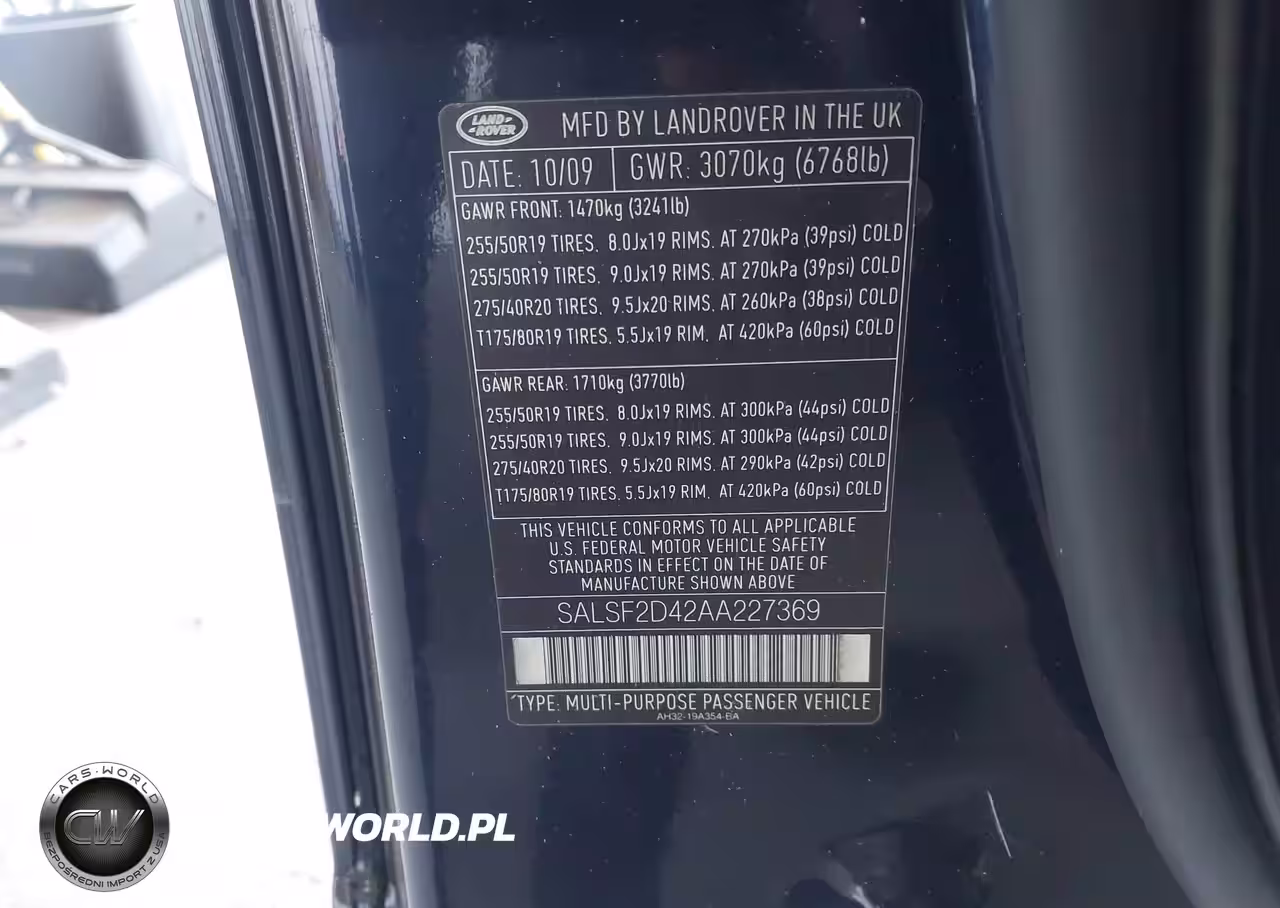 LAND ROVER
MFD BY LANDROVER IN THE UK
DATE: 10/09 GWR: 3070kg (6768lb)
GAWR FRONT: 1470kg (3241lb)
255/50R19 TIRES, 8.0Jx19 RIMS, AT 270kPa (39psi) COLD
255/50R19 TIRES, 9.0Jx19 RIMS, AT 270kPa (39psi) COLD
275/40R20 TIRES, 9.5Jx20 RIMS, AT 260kPa (38psi) COLD
T175/80R19 TIRES, 5.5Jx19 RIM, AT 420kPa (60psi) COLD
GAWR REAR: 1710kg (3770lb)
255/50R19 TIRES, 8.0Jx19 RIMS, AT 300kPa (44psi) COLD
255/50R19 TIRES, 9.0Jx19 RIMS, AT 300kPa (44psi) COLD
275/40R20 TIRES, 9.5Jx20 RIMS, AT 290kPa (42psi) COLD
T175/80R19 TIRES, 5.5Jx19 RIM, AT 420kPa (60psi) COLD
THIS VEHICLE CONFORMS TO ALL APPLICABLE
U.S. FEDERAL MOTOR VEHICLE SAFETY
STANDARDS IN EFFECT ON THE DATE OF
MANUFACTURE SHOWN ABOVE
SALSF2D42AA227369
TYPE: MULTI-PURPOSE PASSENGER VEHICLE
AH32-19A354-BA
CARS-WORLD
CW
BEZPOŚREDNI IMPORT Z USA
WORLD.PL